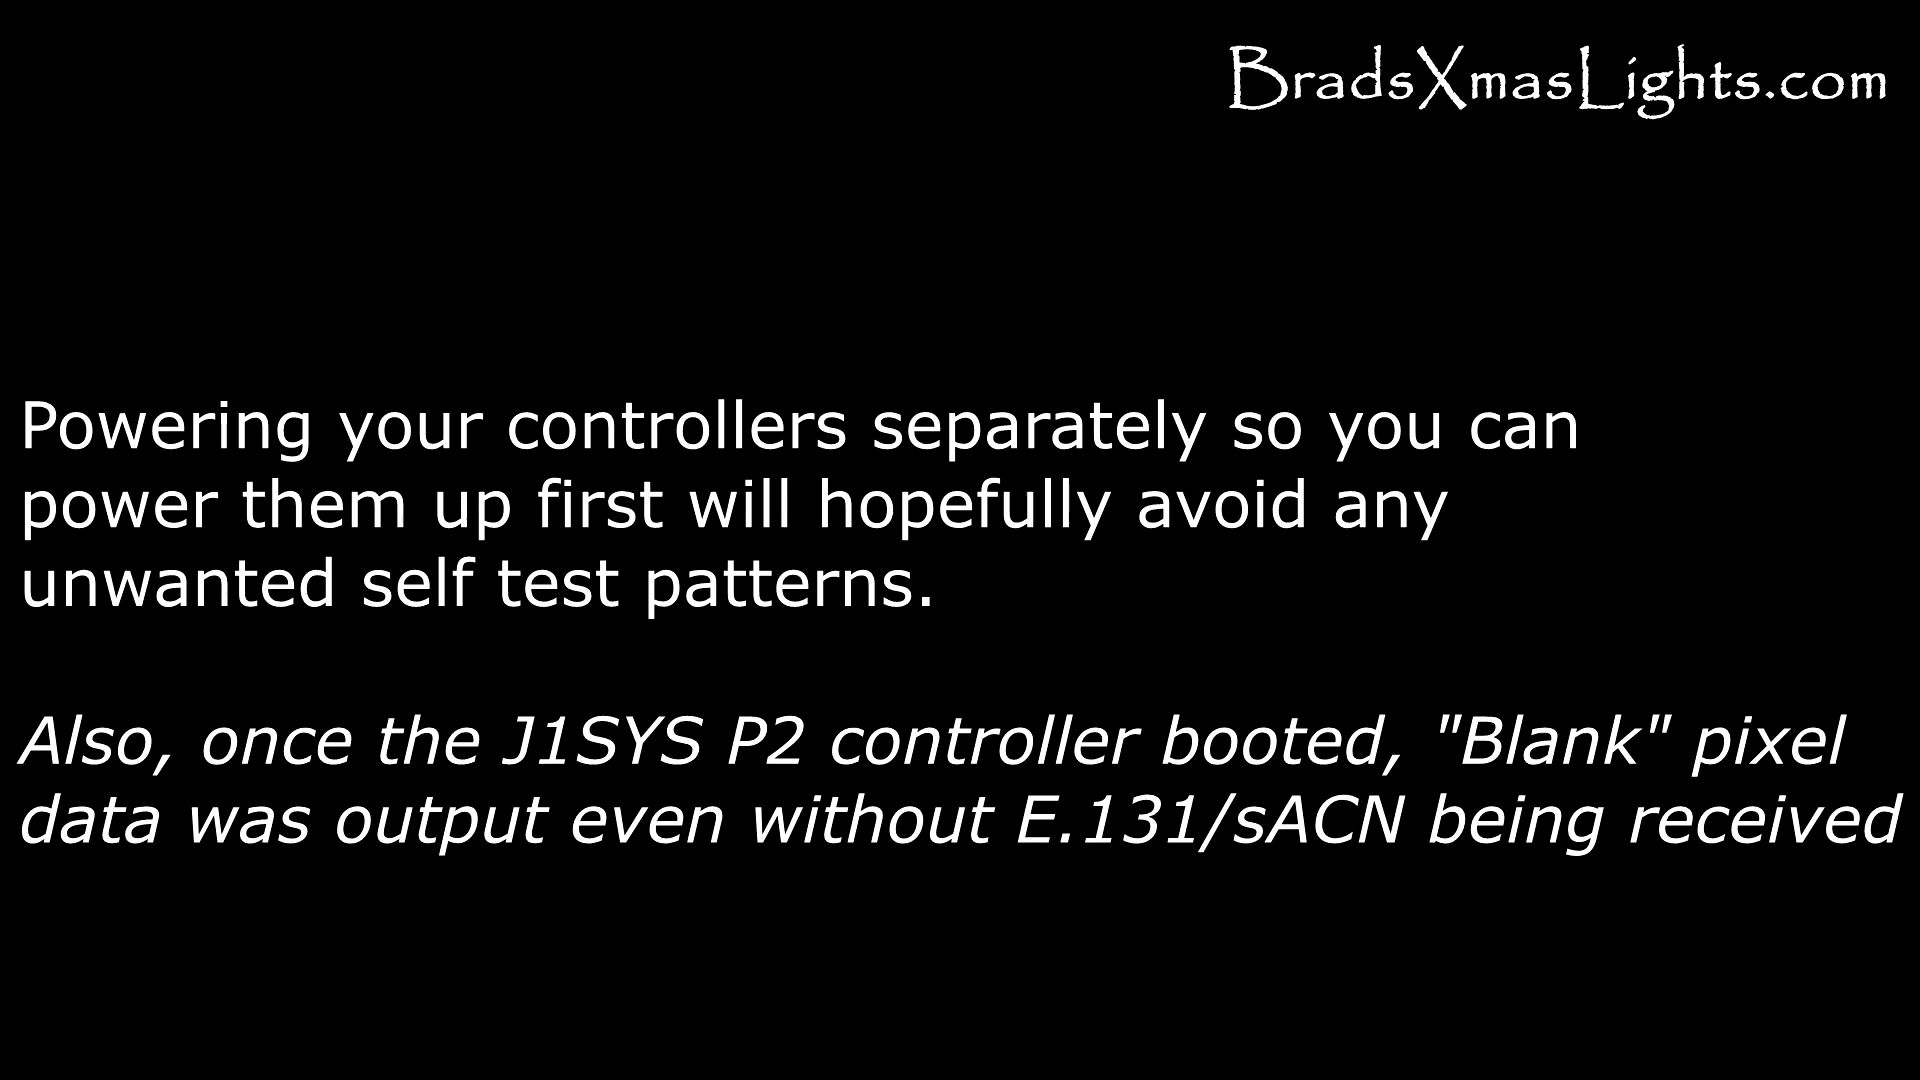 BradsXmasLights.com
Powering your controllers separately so you can
power them up first will hopefully avoid any
unwanted self test patterns.
Also, once the J1SYS P2 controller booted, "Blank" pixel
data was output even without E.131/sACN being received